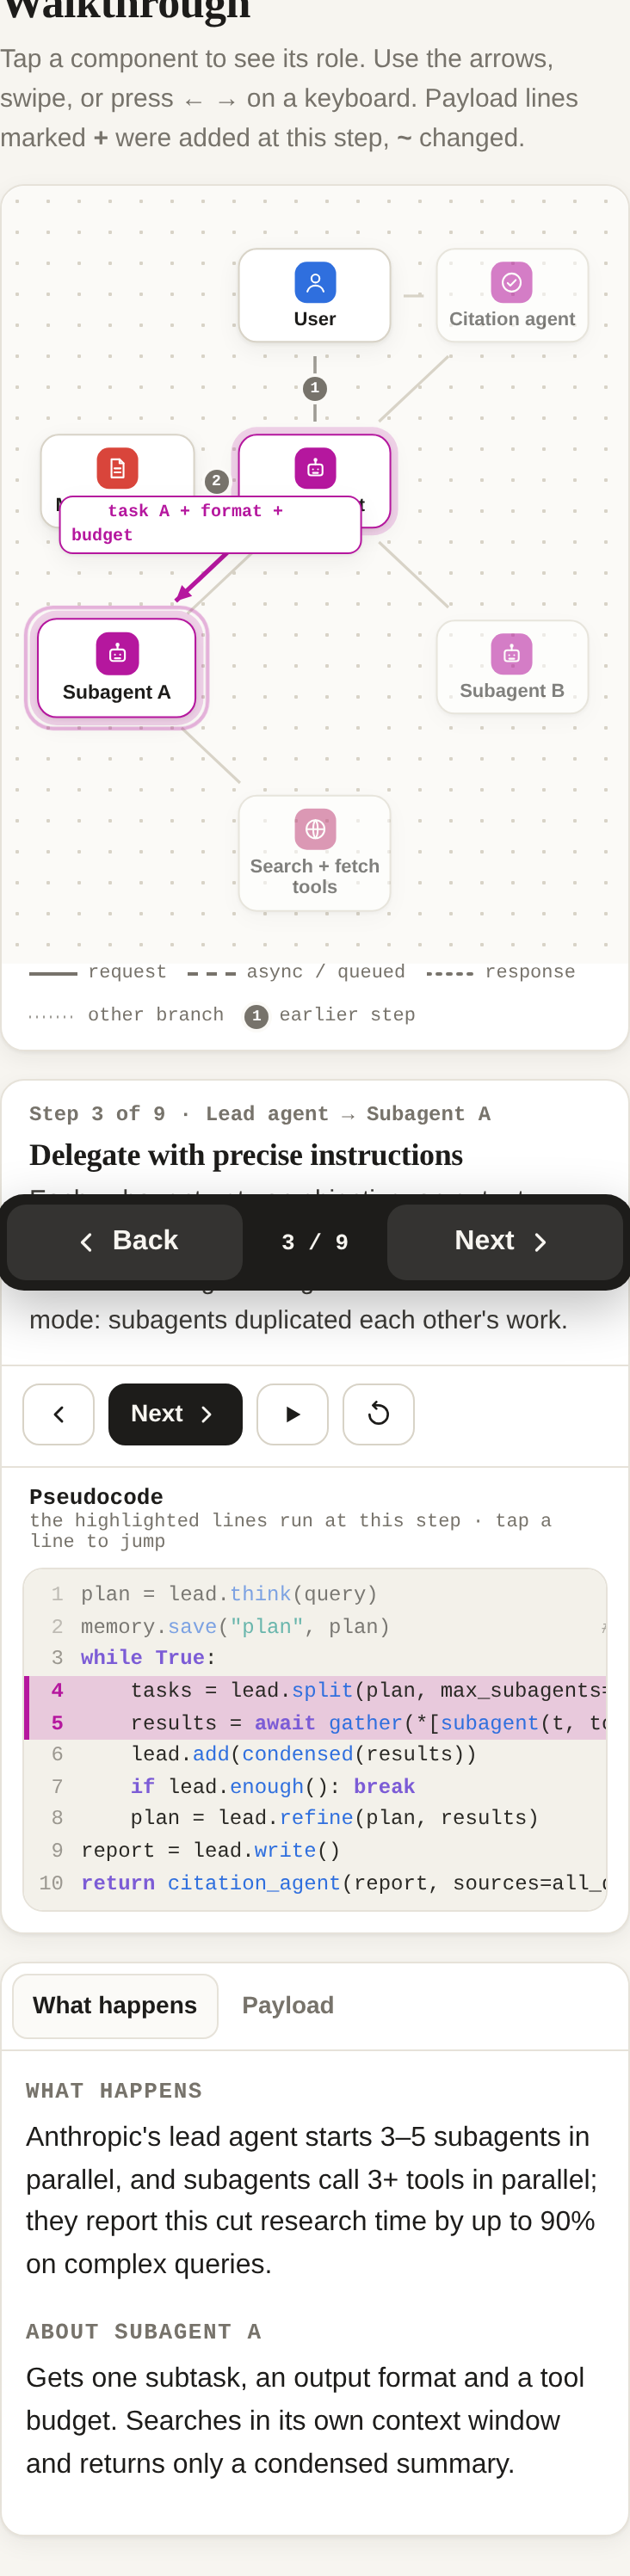 Walkthrough
Tap a component to see its role. Use the arrows,
swipe, or press ← → on a keyboard. Payload lines
marked + were added at this step, ~ changed.
User
Citation agent
1
2
task A + format +
budget
Subagent A
Subagent B
Search + fetch
tools
request
async / queued
response
other branch
1 earlier step
Step 3 of 9 · Lead agent → Subagent A
Delegate with precise instructions
Back
3 / 9
Next
mode: subagents duplicated each other's work.
Next
Pseudocode
the highlighted lines run at this step · tap a
line to jump
1 plan = lead.think(query)
2 memory.save("plan", plan) #
3 while True:
4 tasks = lead.split(plan, max_subagents=
5 results = await gather(*[subagent(t, to
6 lead.add(condensed(results))
7 if lead.enough(): break
8 plan = lead.refine(plan, results)
9 report = lead.write()
10 return citation_agent(report, sources=all_
What happens
Payload
WHAT HAPPENS
Anthropic's lead agent starts 3–5 subagents in
parallel, and subagents call 3+ tools in parallel;
they report this cut research time by up to 90%
on complex queries.
ABOUT SUBAGENT A
Gets one subtask, an output format and a tool
budget. Searches in its own context window
and returns only a condensed summary.